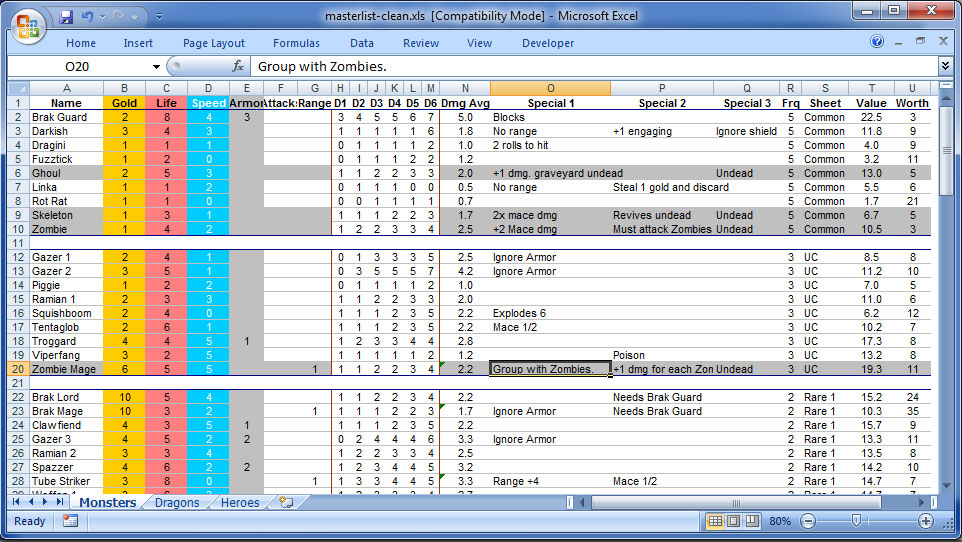 masterlist-clean.xls [Compatibility Mode] - Microsoft Excel
Home Insert Page Layout Formulas Data Review View Developer
O20 fx Group with Zombies.
A B C D E F G H I J K L M N O P Q R S T U
1 Name Gold Life Speed Armor Attacks Range D1 D2 D3 D4 D5 D6 Dmg Avg Special 1 Special 2 Special 3 Frq Sheet Value Worth
2 Brak Guard 2 8 4 3 3 4 5 5 6 7 5.0 Blocks 5 Common 22.5 3
3 Darkish 3 4 3 1 1 1 1 1 6 1.8 No range +1 engaging Ignore shield 5 Common 11.8 9
4 Dragini 1 1 1 0 1 1 1 1 2 1.0 2 rolls to hit 5 Common 4.0 9
5 Fuzztick 1 2 0 0 1 1 1 2 2 1.2 5 Common 3.2 11
6 Ghoul 2 5 3 1 1 2 2 3 3 2.0 +1 dmg. graveyard undead Undead 5 Common 13.0 5
7 Linka 1 1 2 0 1 1 1 0 0 0.5 No range Steal 1 gold and discard 5 Common 5.5 6
8 Rot Rat 1 1 0 0 0 1 1 1 1 0.7 5 Common 1.7 21
9 Skeleton 1 3 1 1 1 1 2 2 3 1.7 2x mace dmg Revives undead Undead 5 Common 6.7 5
10 Zombie 1 4 2 1 2 2 3 3 4 2.5 +2 Mace dmg Must attack Zombies Undead 5 Common 10.5 3
11
12 Gazer 1 2 4 1 0 1 3 3 3 5 2.5 Ignore Armor 3 UC 8.5 8
13 Gazer 2 3 5 1 0 3 5 5 5 7 4.2 Ignore Armor 3 UC 11.2 10
14 Piggie 1 2 2 0 1 1 1 1 2 1.0 3 UC 7.0 5
15 Ramian 1 2 3 3 1 1 2 2 3 3 2.0 3 UC 11.0 6
16 Squishboom 2 4 0 1 1 1 2 3 5 2.2 Explodes 6 3 UC 6.2 12
17 Tentaglob 2 6 1 1 1 1 2 3 5 2.2 Mace 1/2 3 UC 10.2 7
18 Troggard 4 4 5 1 1 2 3 3 4 4 2.8 3 UC 17.3 8
19 Viperfang 3 2 5 1 1 1 1 1 2 1.2 Poison 3 UC 13.2 8
20 Zombie Mage 6 5 5 1 1 1 2 2 3 4 2.2 Group with Zombies. +1 dmg for each Zon Undead 3 UC 19.3 11
21
22 Brak Lord 10 5 4 1 1 2 2 3 4 2.2 Needs Brak Guard 2 Rare 1 15.2 24
23 Brak Mage 10 3 2 1 1 1 1 2 2 3 1.7 Ignore Armor Needs Brak Guard 2 Rare 1 10.3 35
24 Clawfiend 4 4 5 1 1 1 2 2 3 4 2.2 2 Rare 1 15.7 9
25 Gazer 3 4 5 2 2 0 2 4 4 4 6 3.3 Ignore Armor 2 Rare 1 13.3 11
26 Ramian 2 3 3 4 1 1 2 3 3 5 2.5 2 Rare 1 13.5 8
27 Spazzer 4 6 2 2 1 2 3 4 4 5 3.2 2 Rare 1 14.2 10
28 Tube Striker 3 8 0 1 1 2 3 4 4 5 3.3 Range +4 Mace 1/2 2 Rare 1 14.7 7
Monsters Dragons Heroes
Ready 80%